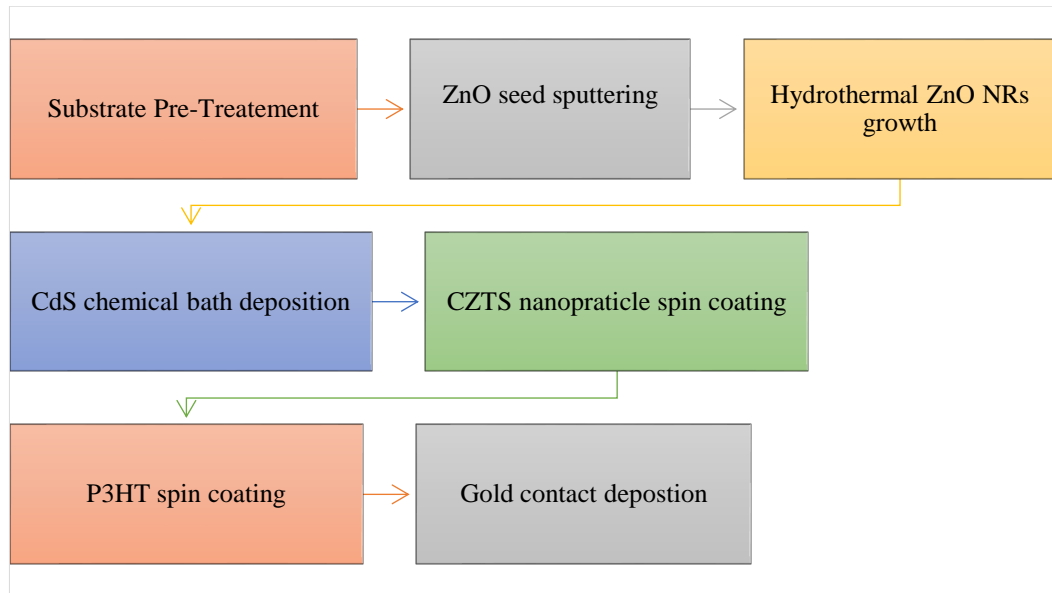 Substrate Pre-Treatement
ZnO seed sputtering
Hydrothermal ZnO NRs
growth
CdS chemical bath deposition
CZTS nanopraticle spin coating
P3HT spin coating
Gold contact depostion